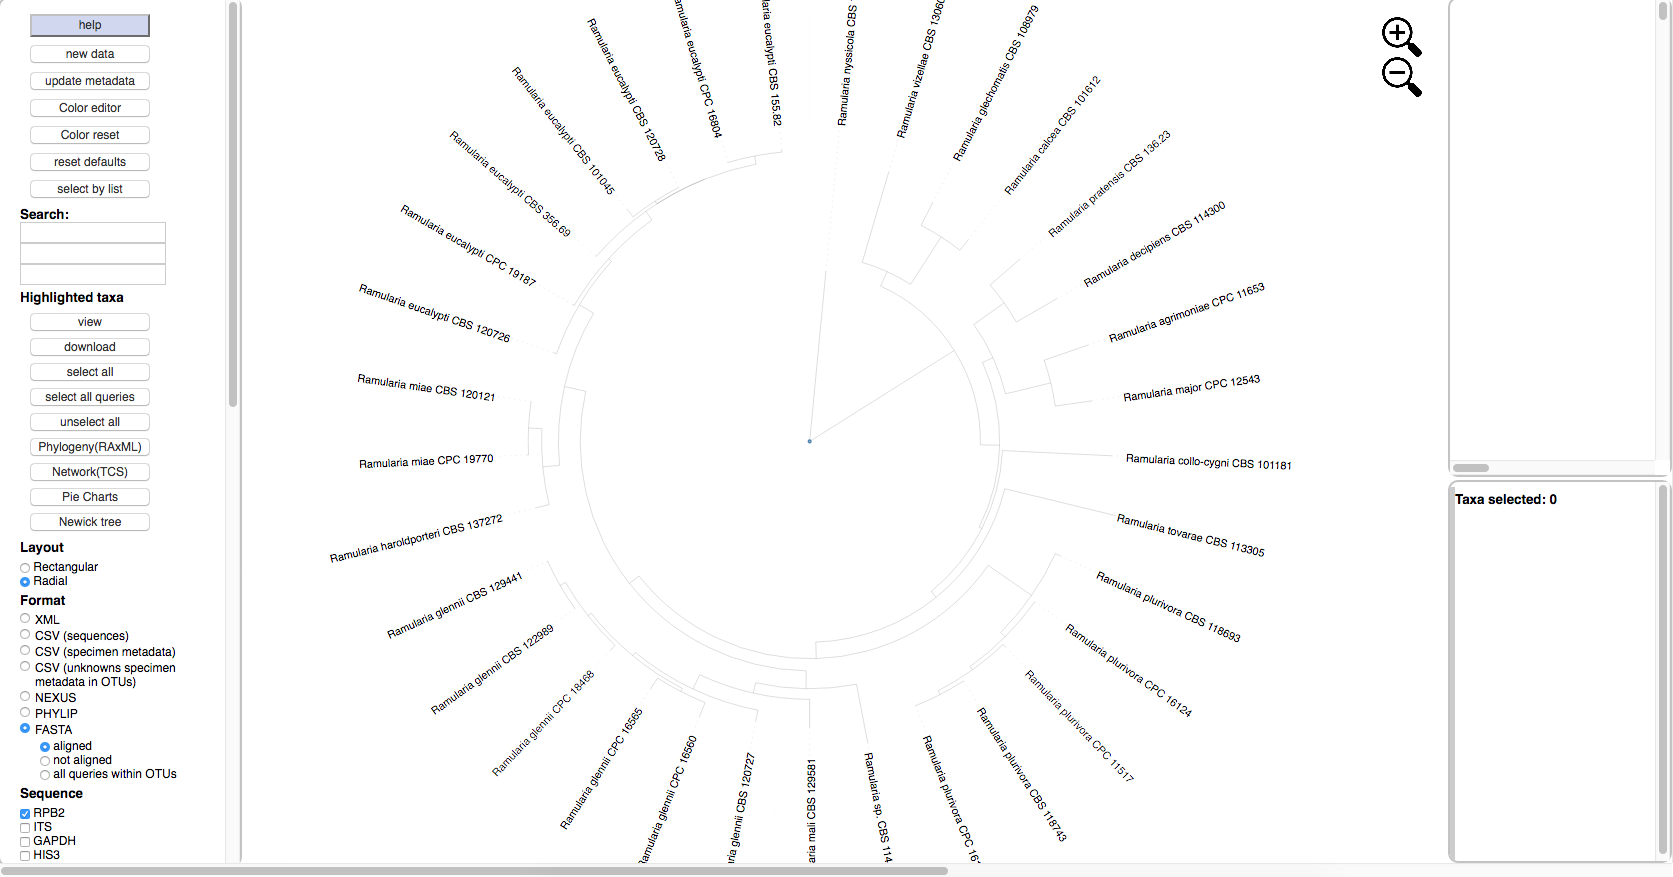 help
new data
update metadata
Color editor
Color reset
reset defaults
select by list
Search:
Highlighted taxa
view
download
select all
select all queries
unselect all
Phylogeny(RAxML)
Network(TCS)
Pie Charts
Newick tree
Layout
Rectangular
Radial
Format
XML
CSV (sequences)
CSV (specimen metadata)
CSV (unknowns specimen
metadata in OTUs)
NEXUS
PHYLIP
FASTA
aligned
not aligned
all queries within OTUs
Sequence
RPB2
ITS
GAPDH
HIS3
Ramularia nyssicola CBS
Ramularia vizellae CBS 1306
Ramularia glechomatis CBS 108979
Ramularia calcea CBS 101612
Ramularia pratensis CBS 136.23
Ramularia decipiens CBS 114300
Ramularia agrimoniae CPC 11653
Ramularia major CPC 12543
Ramularia collo-cygni CBS 101181
Ramularia tovarae CBS 113305
Ramularia plurivora CBS 118693
Ramularia plurivora CPC 16124
Ramularia plurivora CPC 11517
Ramularia plurivora CBS 118743
Ramularia plurivora CPC 16
Ramularia sp. CBS 114
aria mali CBS 129581
ria glennii CBS 120727
amularia glennii CPC 16560
Ramularia glennii CPC 16565
Ramularia glennii CPC 18468
Ramularia glennii CBS 122989
Ramularia glennii CBS 129441
Ramularia haroldporteri CBS 137272
Ramularia miae CPC 19770
Ramularia miae CBS 120121
Ramularia eucalypti CBS 120726
Ramularia eucalypti CPC 19187
Ramularia eucalypti CBS 356.69
Ramularia eucalypti CBS 101045
Ramularia eucalypti CBS 120728
amularia eucalypti CPC 16804
laria eucalypti CBS 155.82
Taxa selected: 0